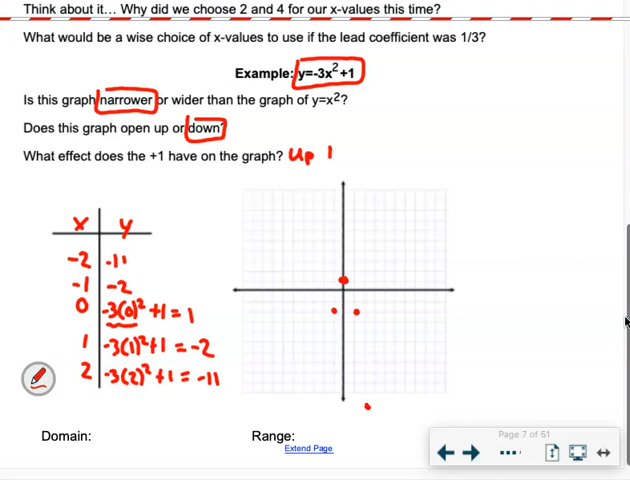 Think about it… Why did we choose 2 and 4 for our x-values this time?
What would be a wise choice of x-values to use if the lead coefficient was 1/3?
Example: y=-3x²+1
Is this graph narrower or wider than the graph of y=x²?
Does this graph open up or down?
What effect does the +1 have on the graph? up 1
x y
-2 -11
-1 -2
0 -3(0)²+1=1
1 -3(1)²+1=-2
2 -3(2)²+1=-11
Domain: Range:
Extend Page
Page 7 of 51